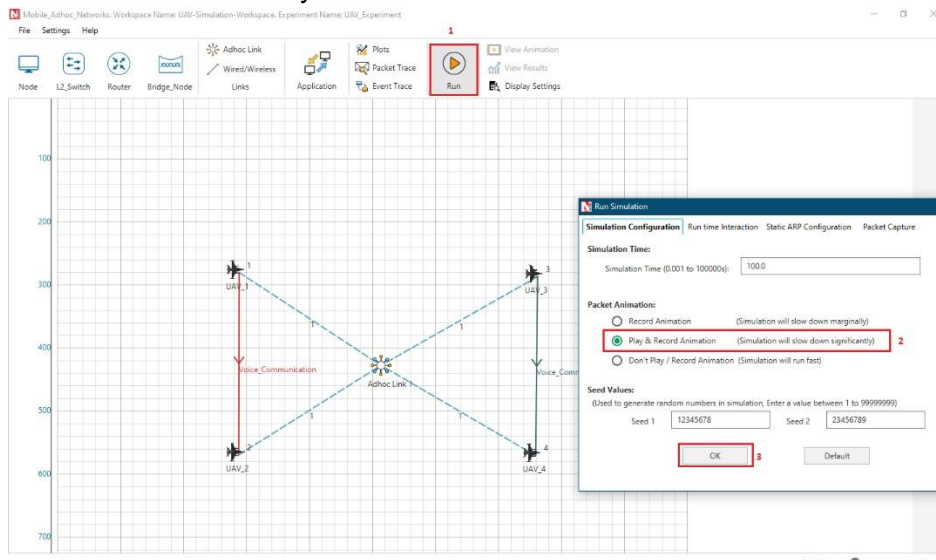 Mobile_Adhoc_Networks. Workspace Name: UAV-Simulation-Workspace. Experiment Name: UAV_Experiment
File Settings Help
1
Node
L2_Switch
Router
Bridge_Node
Adhoc Link
Wired/Wireless
Links
Application
Plots
Packet Trace
Event Trace
Run
View Animation
View Results
Display Settings
100
200
300
400
500
600
700
1
UAV_1
3
UAV_3
1
1
Voice_Communication
Adhoc Link 1
Voice_Comm
1
1
2
UAV_2
4
UAV_4
Run Simulation
Simulation Configuration Run time Interaction Static ARP Configuration Packet Capture
Simulation Time:
Simulation Time (0.001 to 100000s): 100.0
Packet Animation:
Record Animation (Simulation will slow down marginally)
Play & Record Animation (Simulation will slow down significantly) 2
Don't Play / Record Animation (Simulation will run fast)
Seed Values:
(Used to generate random numbers in simulation, Enter a value between 1 to 99999999)
Seed 1 12345678 Seed 2 23456789
OK 3 Default